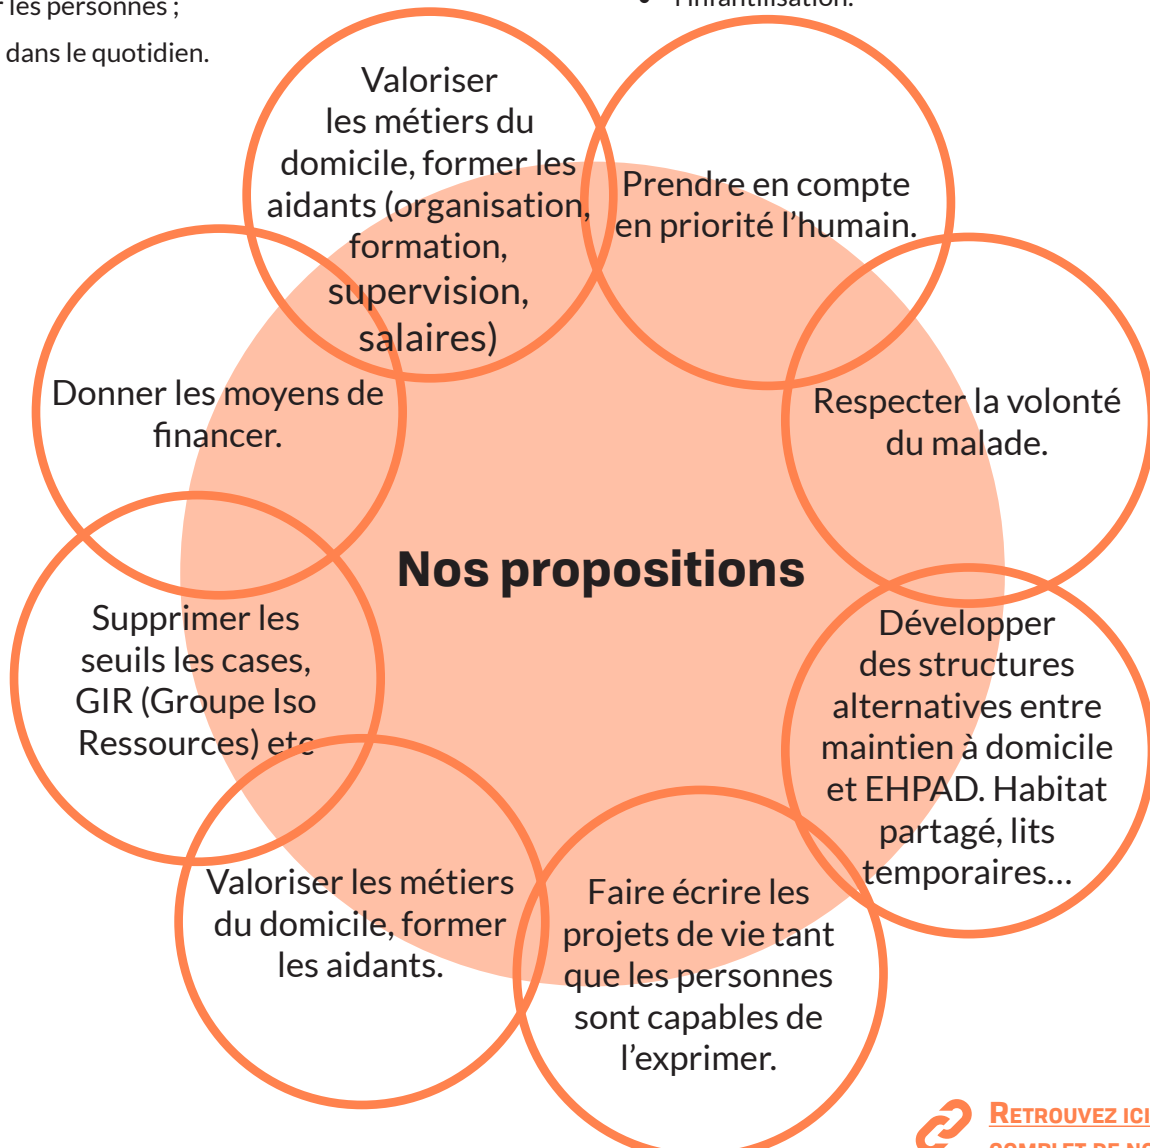 les personnes ;
dans le quotidien.
l'infantilisation.
Valoriser
les métiers du
domicile, former les
aidants (organisation,
formation,
supervision,
salaires)
Prendre en compte
en priorité l’humain.
Respecter la volonté
du malade.
Développer
des structures
alternatives entre
maintien à domicile
et EHPAD. Habitat
partagé, lits
temporaires…
Faire écrire les
projets de vie tant
que les personnes
sont capables de
l’exprimer.
Valoriser les métiers
du domicile, former
les aidants.
Supprimer les
seuils les cases,
GIR (Groupe Iso
Ressources) etc
Donner les moyens de
financer.
Nos propositions
RETROUVEZ ICI